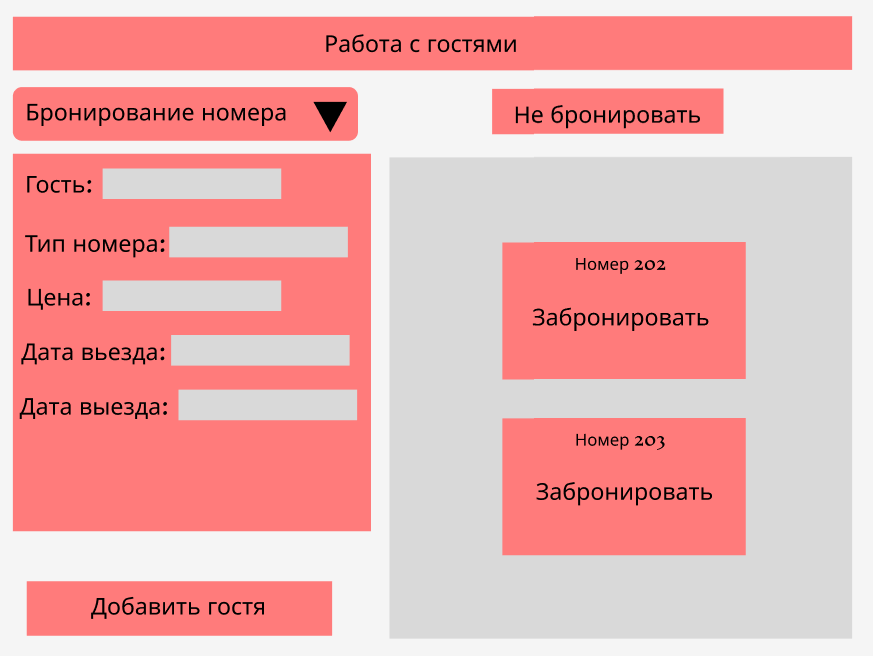 Работа с гостями
Бронирование номера
Не бронировать
Гость:
Тип номера:
Цена:
Дата вьезда:
Дата выезда:
Номер 202
Забронировать
Номер 203
Забронировать
Добавить гостя